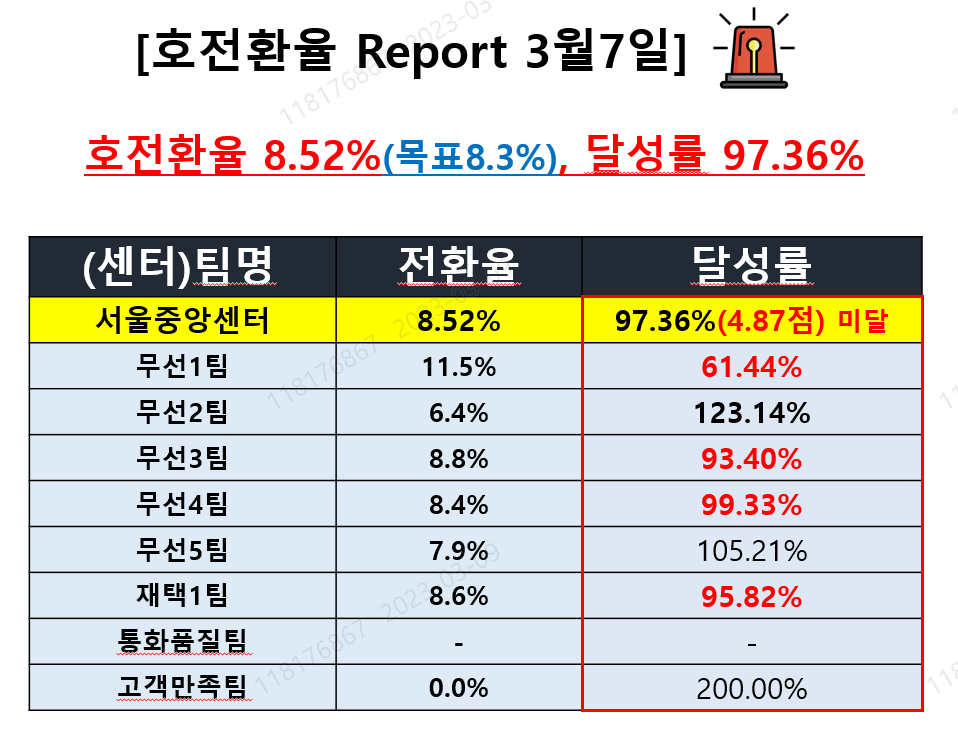 [호전환율 Report 3월7일]
호전환율 8.52%(목표8.3%), 달성률 97.36%
(센터)팀명 전환율 달성률
서울중앙센터 8.52% 97.36%(4.87점) 미달
무선1팀 11.5% 61.44%
무선2팀 6.4% 123.14%
무선3팀 8.8% 93.40%
무선4팀 8.4% 99.33%
무선5팀 7.9% 105.21%
재택1팀 8.6% 95.82%
통화품질팀 - -
고객만족팀 0.0% 200.00%
118176867 2023-03-09